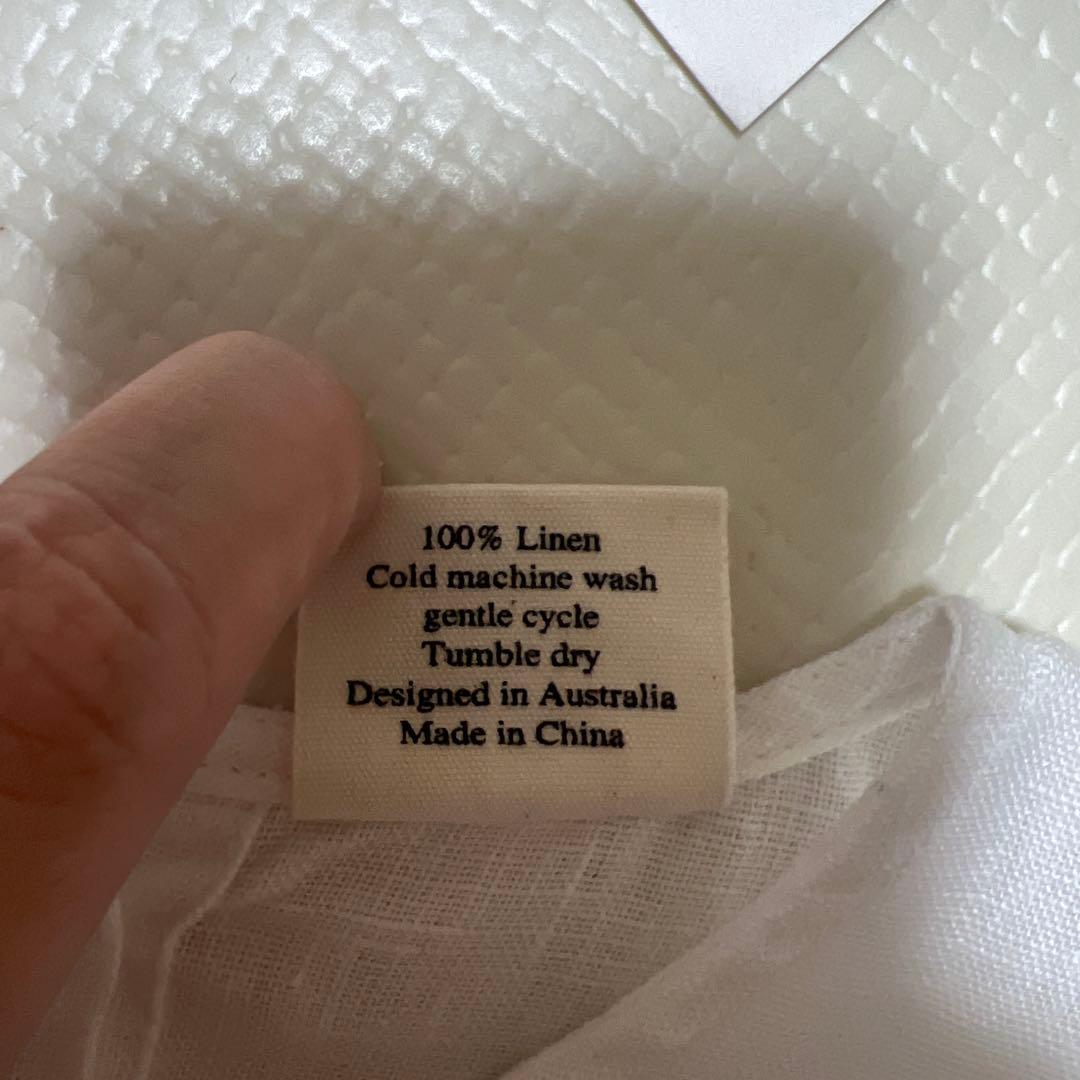 100% Linen
Cold machine wash
gentle cycle
Tumble dry
Designed in Australia
Made in China